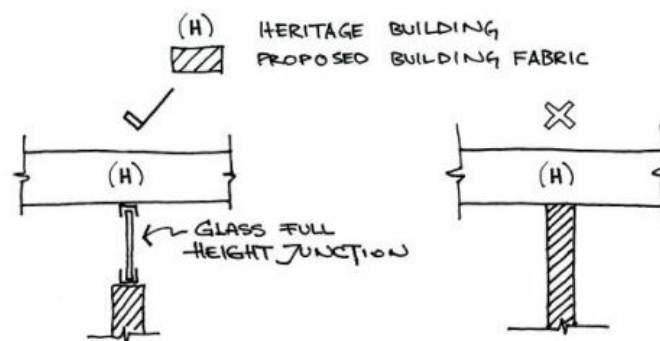 (H) HERITAGE BUILDING
PROPOSED BUILDING FABRIC
(H)
(H)
GLASS FULL
HEIGHT JUNCTION